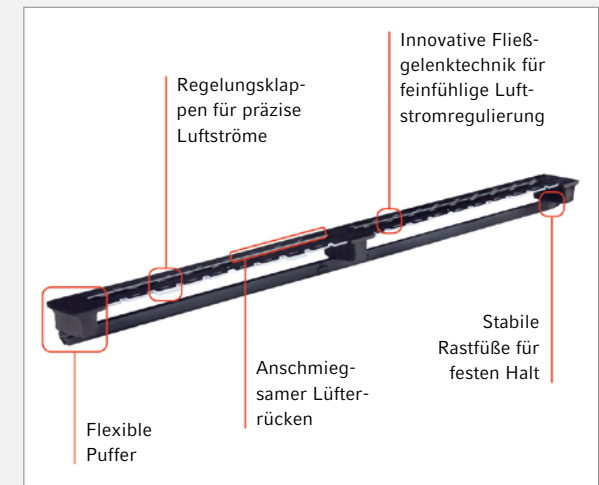 Innovative Fließ-
gelenktechnik für
feinfühlige Luft-
stromregulierung
Regelungsklap-
pen für präzise
Luftströme
Stabile
Rastfüße für
festen Halt
Anschmieg-
samer Lüfter-
rücken
Flexible
Puffer